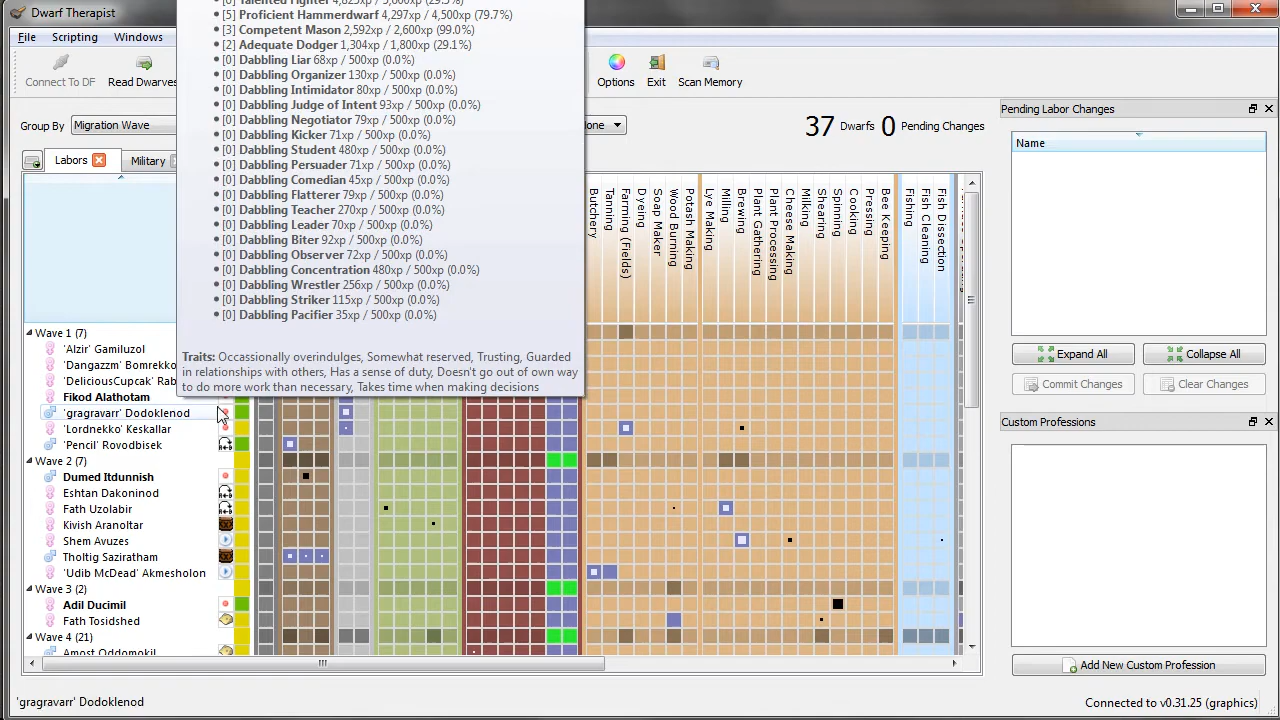 Dwarf Therapist
File Scripting Windows
Connect To DF Read Dwarves Options Exit Scan Memory
Group By Migration Wave
37 Dwarfs 0 Pending Changes
Labors Military
[5] Proficient Hammerdwarf 4,297xp / 4,500xp (79.7%)
[3] Competent Mason 2,592xp / 2,600xp (99.0%)
[2] Adequate Dodger 1,304xp / 1,800xp (29.1%)
[0] Dabbling Liar 68xp / 500xp (0.0%)
[0] Dabbling Organizer 130xp / 500xp (0.0%)
[0] Dabbling Intimidator 80xp / 500xp (0.0%)
[0] Dabbling Judge of Intent 93xp / 500xp (0.0%)
[0] Dabbling Negotiator 79xp / 500xp (0.0%)
[0] Dabbling Kicker 71xp / 500xp (0.0%)
[0] Dabbling Student 480xp / 500xp (0.0%)
[0] Dabbling Persuader 71xp / 500xp (0.0%)
[0] Dabbling Comedian 45xp / 500xp (0.0%)
[0] Dabbling Flatterer 79xp / 500xp (0.0%)
[0] Dabbling Teacher 270xp / 500xp (0.0%)
[0] Dabbling Leader 70xp / 500xp (0.0%)
[0] Dabbling Biter 92xp / 500xp (0.0%)
[0] Dabbling Observer 72xp / 500xp (0.0%)
[0] Dabbling Concentration 480xp / 500xp (0.0%)
[0] Dabbling Wrestler 256xp / 500xp (0.0%)
[0] Dabbling Striker 115xp / 500xp (0.0%)
[0] Dabbling Pacifier 35xp / 500xp (0.0%)
Traits: Occassionally overindulges, Somewhat reserved, Trusting, Guarded
in relationships with others, Has a sense of duty, Doesn't go out of own way
to do more work than necessary, Takes time when making decisions
Butchery
Tanning
Farming (Fields)
Dyeing
Soap Maker
Wood Burning
Potash Making
Lye Making
Milling
Brewing
Plant Gathering
Plant Processing
Cheese Making
Milking
Shearing
Spinning
Cooking
Pressing
Bee Keeping
Fishing
Fish Cleaning
Fish Dissection
Wave 1 (7)
'Alzir' Gamiluzol
'Dangazzm' Bomrekko
'DeliciousCupcak' Rab
Fikod Alathotam
'gragravarr' Dodoklenod
'Lordnekko' Keskallar
'Pencil' Rovodbisek
Wave 2 (7)
Dumed Itdunnish
Eshtan Dakoninod
Fath Uzolabir
Kivish Aranoltar
Shem Avuzes
Tholtig Saziratham
'Udib McDead' Akmesholon
Wave 3 (2)
Adil Ducimil
Fath Tosidshed
Wave 4 (21)
Amost Oddomokil
Pending Labor Changes
Name
Expand All Collapse All
Commit Changes Clear Changes
Custom Professions
Add New Custom Profession
'gragravarr' Dodoklenod
Connected to v0.31.25 (graphics)